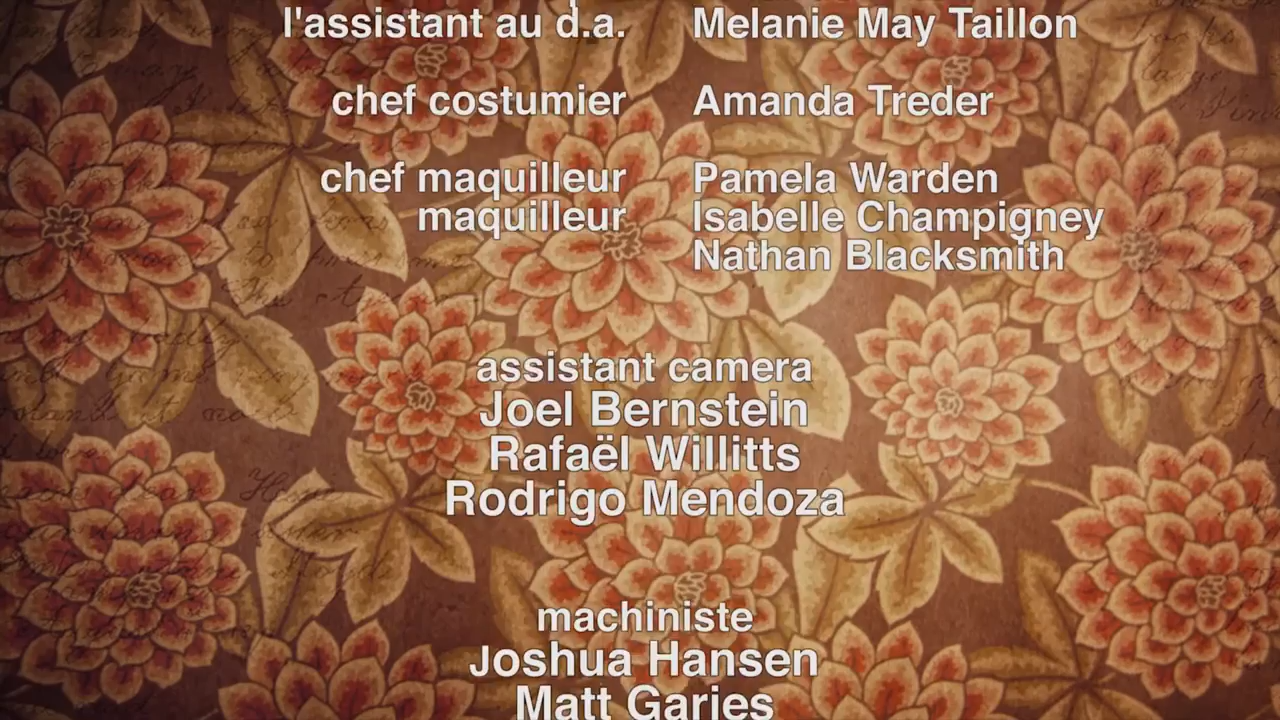 l'assistant au d.a. Melanie May Taillon
chef costumier Amanda Treder
chef maquilleur Pamela Warden
maquilleur Isabelle Champigney
Nathan Blacksmith
assistant camera
Joel Bernstein
Rafaël Willitts
Rodrigo Mendoza
machiniste
Joshua Hansen
Matt Garies